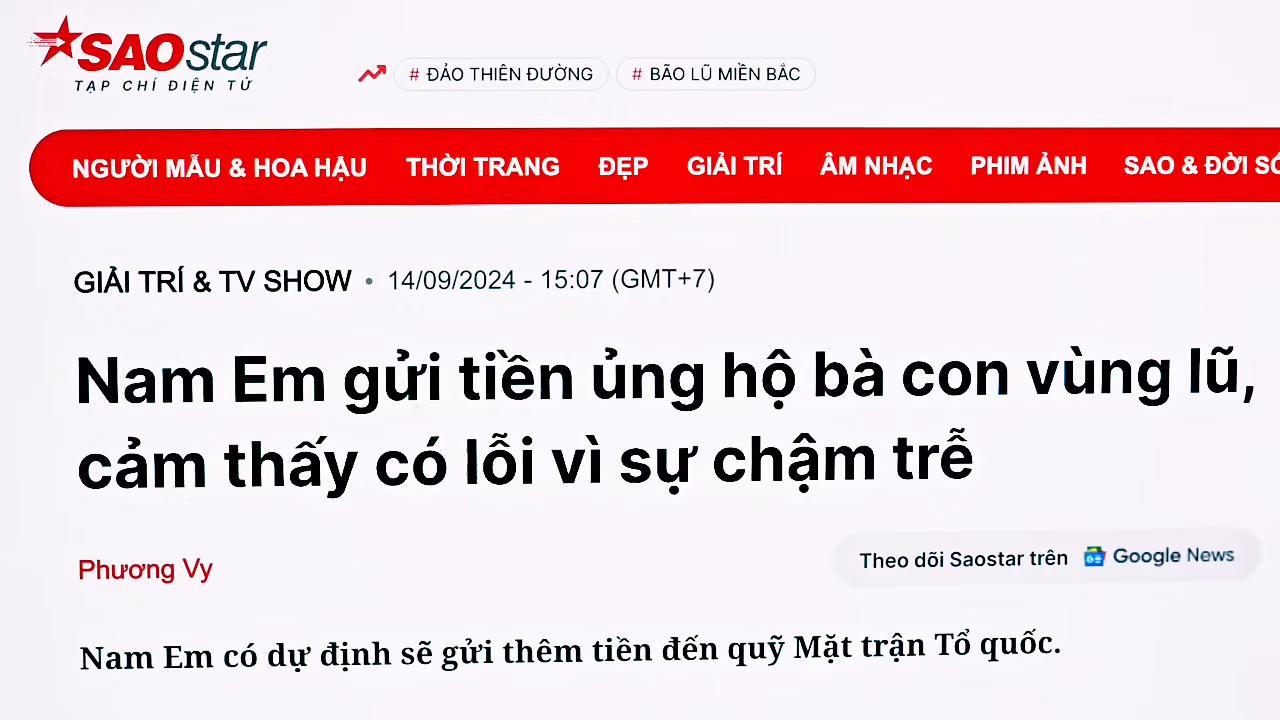 SAOstar
TẠP CHÍ ĐIỆN TỬ
# ĐẢO THIÊN ĐƯỜNG # BÃO LŨ MIỀN BẮC
NGƯỜI MẪU & HOA HẬU THỜI TRANG ĐẸP GIẢI TRÍ ÂM NHẠC PHIM ẢNH SAO & ĐỜI SỐ
GIẢI TRÍ & TV SHOW • 14/09/2024 - 15:07 (GMT+7)
Nam Em gửi tiền ủng hộ bà con vùng lũ,
cảm thấy có lỗi vì sự chậm trễ
Phương Vy
Theo dõi Saostar trên Google News
Nam Em có dự định sẽ gửi thêm tiền đến quỹ Mặt trận Tổ quốc.